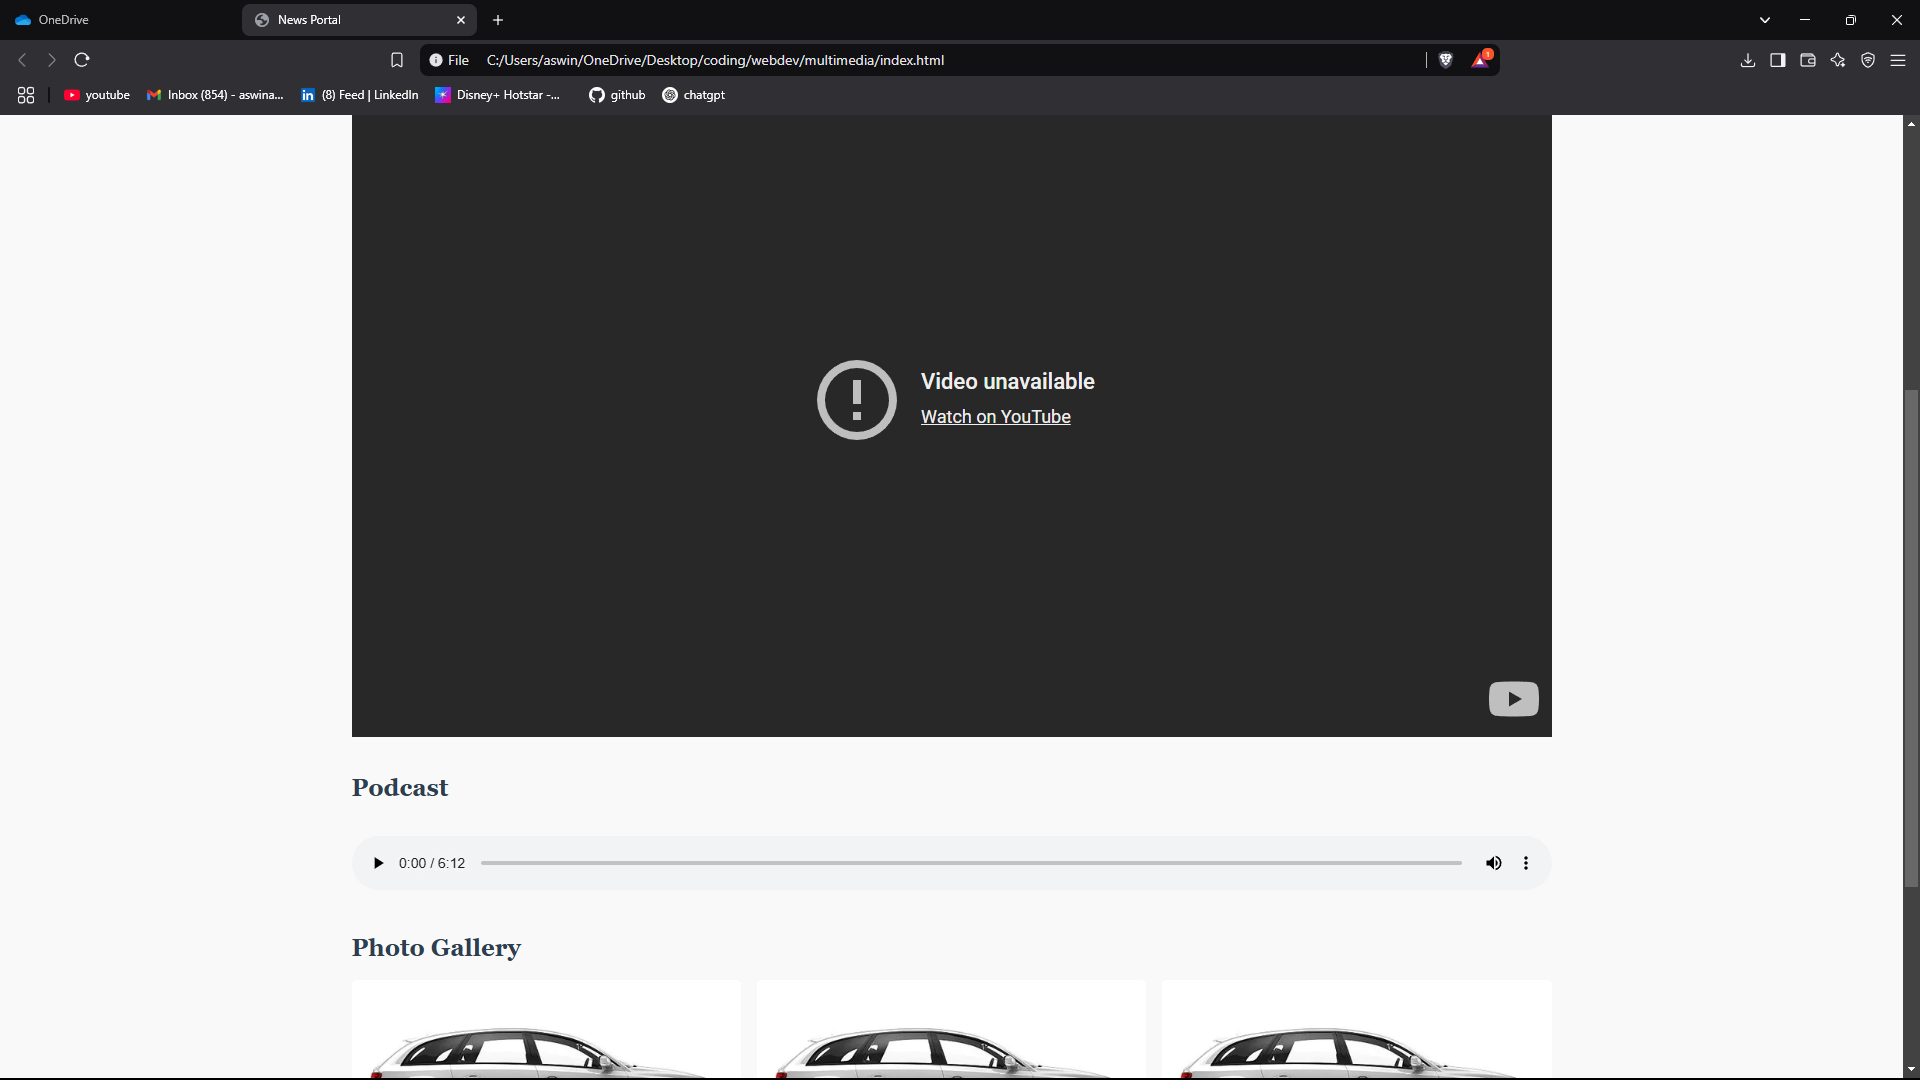 OneDrive
News Portal
File C:/Users/aswin/OneDrive/Desktop/coding/webdev/multimedia/index.html
1
youtube
Inbox (854) - aswina...
(8) Feed | LinkedIn
Disney+ Hotstar -...
github
chatgpt
Video unavailable
Watch on YouTube
Podcast
0:00 / 6:12
Photo Gallery